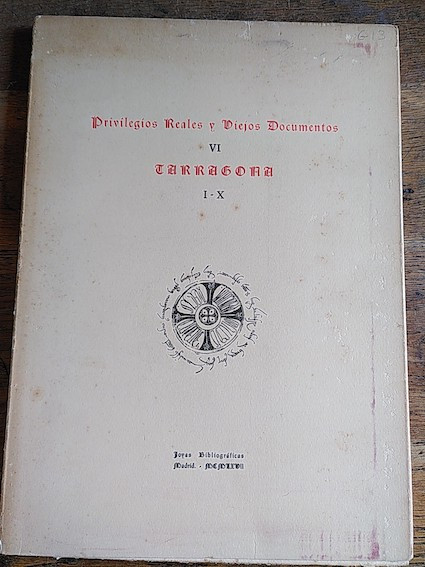 Privilegios Reales y Viejos Documentos
VI
TARRAGONA
I - X
Joyas Bibliográficas
Madrid. -